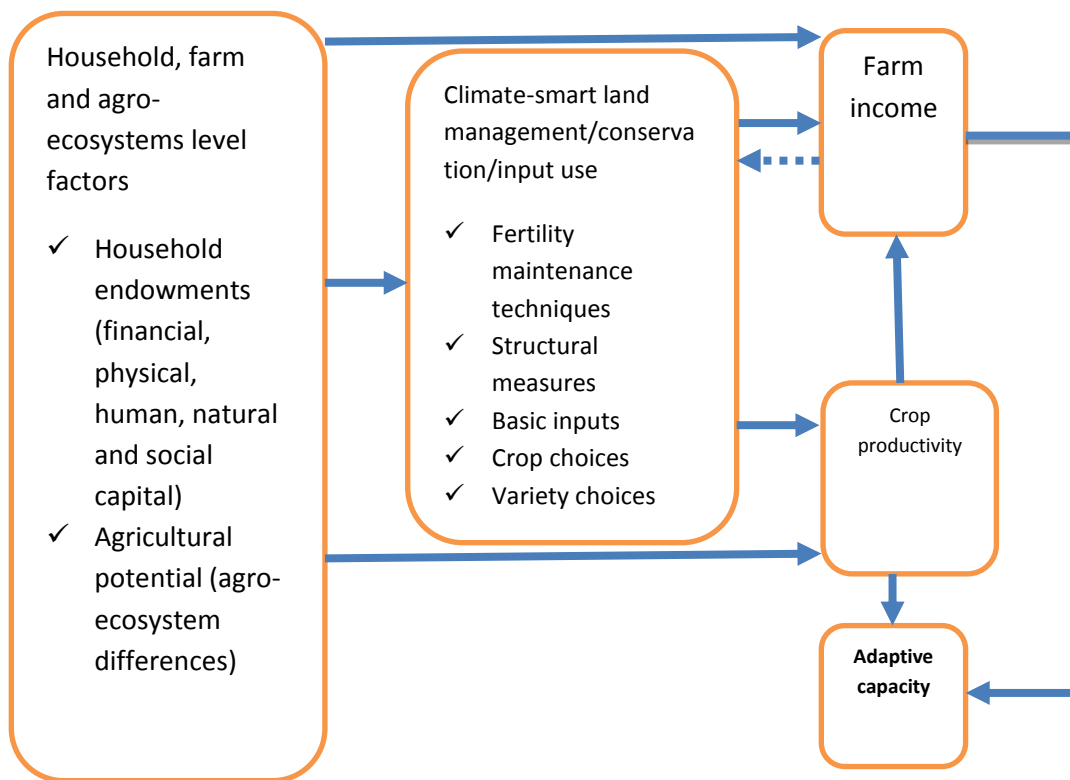 Household, farm
and agro-
ecosystems level
factors
✓ Household
endowments
(financial,
physical,
human, natural
and social
capital)
✓ Agricultural
potential (agro-
ecosystem
differences)
Climate-smart land
management/conserva
tion/input use
✓ Fertility
maintenance
techniques
✓ Structural
measures
✓ Basic inputs
✓ Crop choices
✓ Variety choices
Farm
income
Crop
productivity
Adaptive
capacity